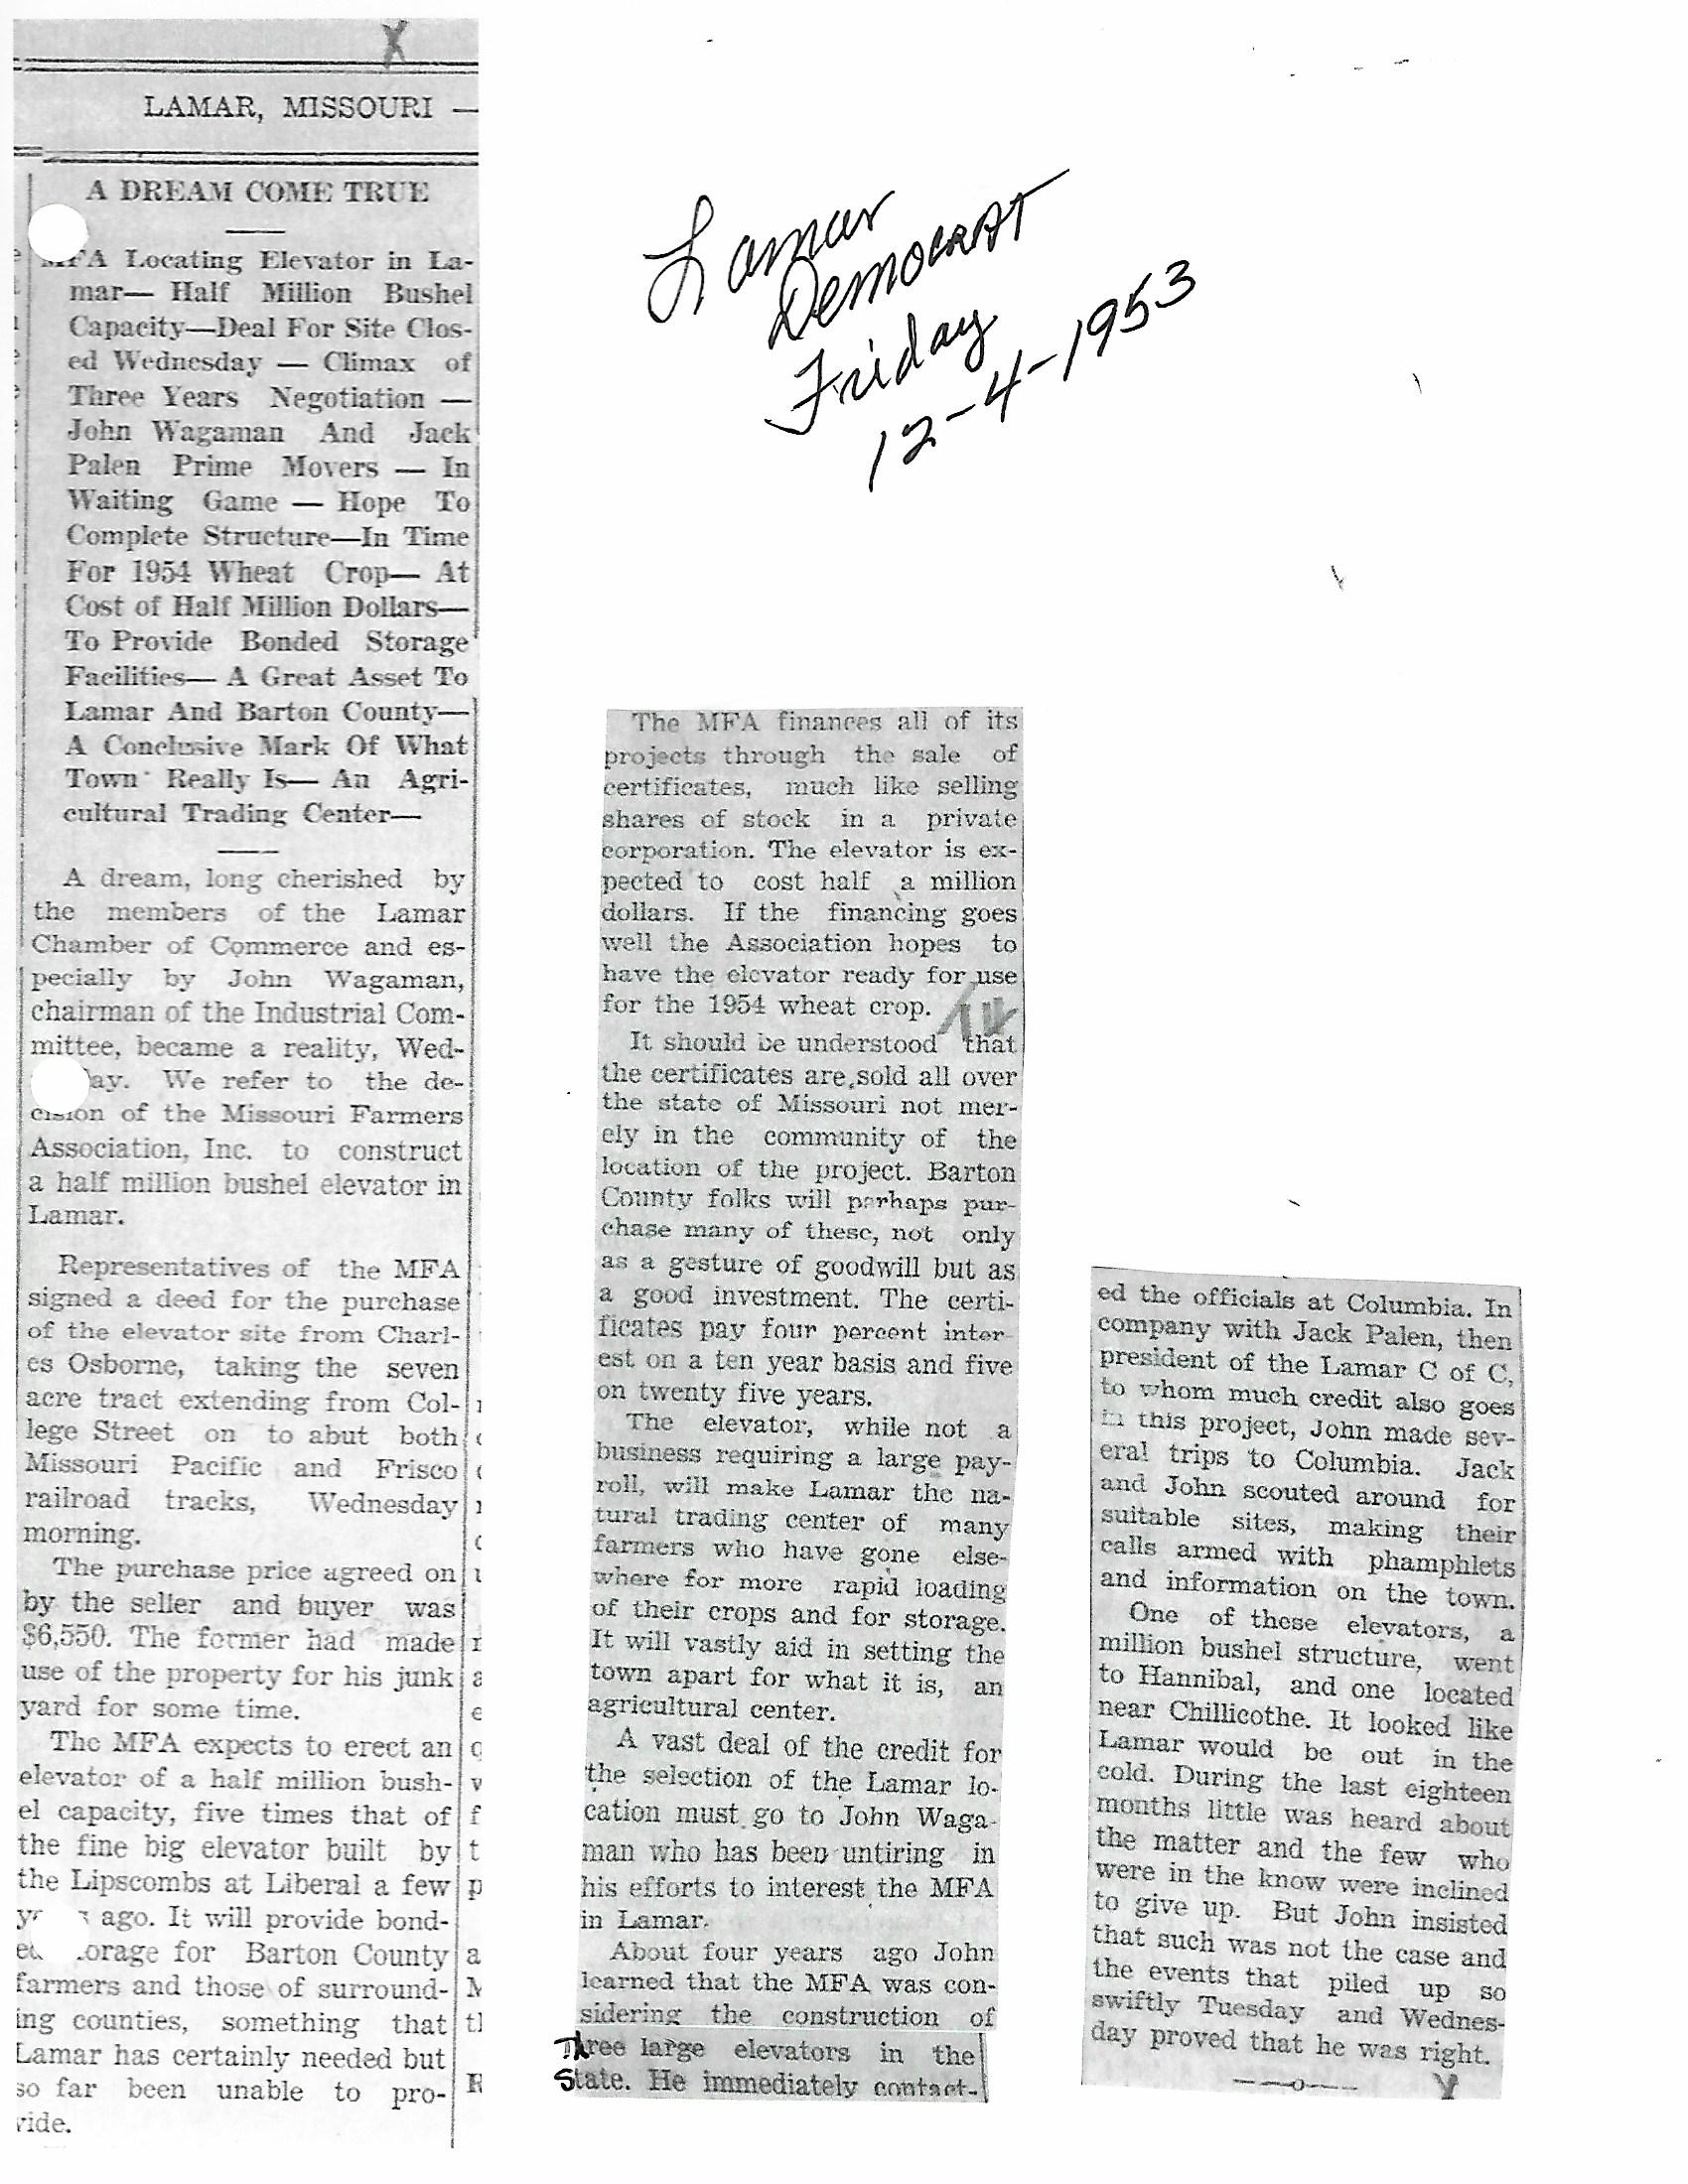 LAMAR, MISSOURI —
A DREAM COME TRUE
MFA Locating Elevator in La-
mar— Half Million Bushel
Capacity—Deal For Site Clos-
ed Wednesday — Climax of
Three Years Negotiation —
John Wagaman And Jack
Palen Prime Movers — In
Waiting Game — Hope To
Complete Structure—In Time
For 1954 Wheat Crop— At
Cost of Half Million Dollars—
To Provide Bonded Storage
Facilities— A Great Asset To
Lamar And Barton County—
A Conclusive Mark Of What
Town Really Is— An Agri-
cultural Trading Center—
A dream, long cherished by
the members of the Lamar
Chamber of Commerce and es-
pecially by John Wagaman,
chairman of the Industrial Com-
mittee, became a reality, Wed-
ay. We refer to the de-
cision of the Missouri Farmers
Association, Inc. to construct
a half million bushel elevator in
Lamar.
Representatives of the MFA
signed a deed for the purchase
of the elevator site from Charl-
es Osborne, taking the seven
acre tract extending from Col-
lege Street on to abut both
Missouri Pacific and Frisco
railroad tracks, Wednesday
morning.
The purchase price agreed on
by the seller and buyer was
$6,550. The former had made
use of the property for his junk
yard for some time.
The MFA expects to erect an
elevator of a half million bush-
el capacity, five times that of
the fine big elevator built by
the Lipscombs at Liberal a few
ago. It will provide bond-
orage for Barton County
farmers and those of surround-
ing counties, something that
Lamar has certainly needed but
so far been unable to pro-
vide.
Lamar
Democrat
Friday
12-4-1953
The MFA finances all of its
projects through the sale of
certificates, much like selling
shares of stock in a private
corporation. The elevator is ex-
pected to cost half a million
dollars. If the financing goes
well the Association hopes to
have the elevator ready for use
for the 1954 wheat crop.
It should be understood that
the certificates are sold all over
the state of Missouri not mer-
ely in the community of the
location of the project. Barton
County folks will perhaps pur-
chase many of these, not only
as a gesture of goodwill but as
a good investment. The certi-
ficates pay four percent inter-
est on a ten year basis and five
on twenty five years.
The elevator, while not a
business requiring a large pay-
roll, will make Lamar the na-
tural trading center of many
farmers who have gone else-
where for more rapid loading
of their crops and for storage.
It will vastly aid in setting the
town apart for what it is, an
agricultural center.
A vast deal of the credit for
the selection of the Lamar lo-
cation must go to John Waga-
man who has been untiring in
his efforts to interest the MFA
in Lamar.
About four years ago John
learned that the MFA was con-
sidering the construction of
Three large elevators in the
State. He immediately contact-
ed the officials at Columbia. In
company with Jack Palen, then
president of the Lamar C of C,
to whom much credit also goes
in this project, John made sev-
eral trips to Columbia. Jack
and John scouted around for
suitable sites, making their
calls armed with phamphlets
and information on the town.
One of these elevators, a
million bushel structure, went
to Hannibal, and one located
near Chillicothe. It looked like
Lamar would be out in the
cold. During the last eighteen
months little was heard about
the matter and the few who
were in the know were inclined
to give up. But John insisted
that such was not the case and
the events that piled up so
swiftly Tuesday and Wednes-
day proved that he was right.